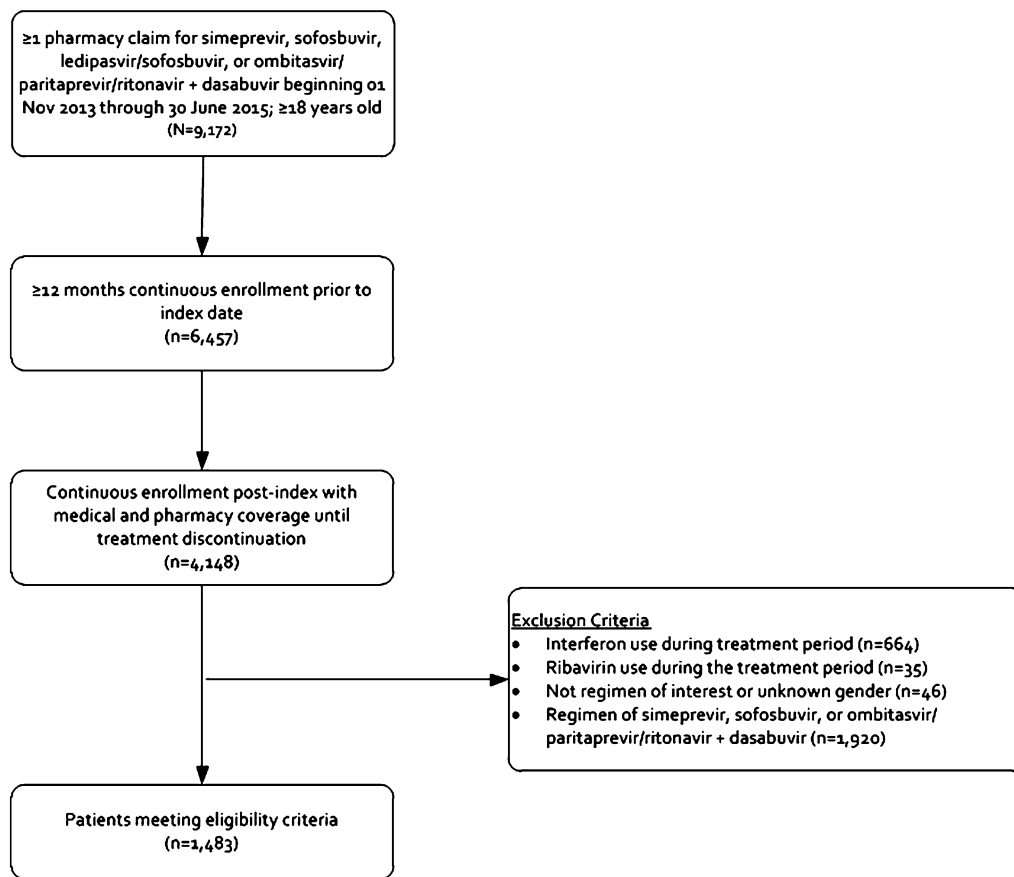 ≥1 pharmacy claim for simeprevir, sofosbuvir,
ledipasvir/sofosbuvir, or ombitasvir/
paritaprevir/ritonavir + dasabuvir beginning 01
Nov 2013 through 30 June 2015; ≥18 years old
(N=9,172)
≥12 months continuous enrollment prior to
index date
(n=6,457)
Continuous enrollment post-index with
medical and pharmacy coverage until
treatment discontinuation
(n=4,148)
Exclusion Criteria
• Interferon use during treatment period (n=664)
• Ribavirin use during the treatment period (n=35)
• Not regimen of interest or unknown gender (n=46)
• Regimen of simeprevir, sofosbuvir, or ombitasvir/
paritaprevir/ritonavir + dasabuvir (n=1,920)
Patients meeting eligibility criteria
(n=1,483)